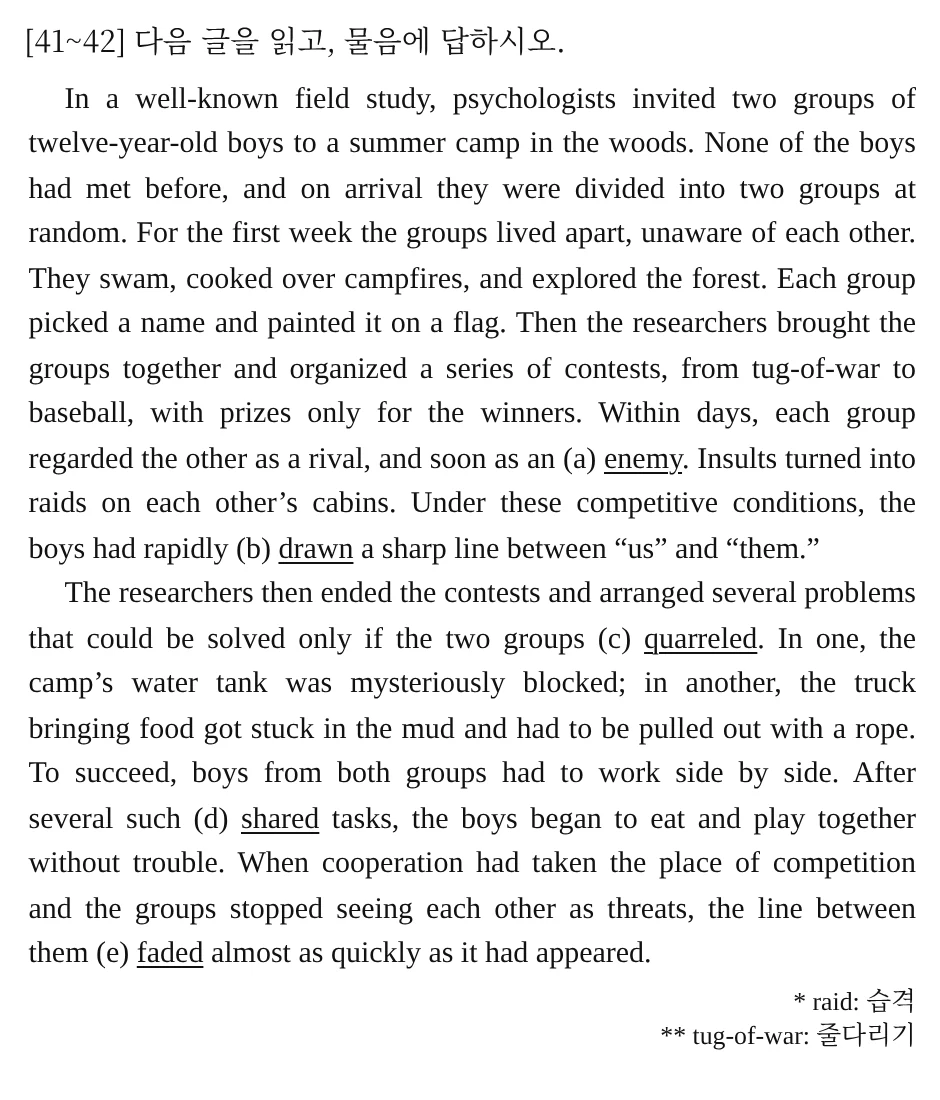 [41~42] 다음 글을 읽고, 물음에 답하시오.
In a well-known field study, psychologists invited two groups of
twelve-year-old boys to a summer camp in the woods. None of the boys
had met before, and on arrival they were divided into two groups at
random. For the first week the groups lived apart, unaware of each other.
They swam, cooked over campfires, and explored the forest. Each group
picked a name and painted it on a flag. Then the researchers brought the
groups together and organized a series of contests, from tug-of-war to
baseball, with prizes only for the winners. Within days, each group
regarded the other as a rival, and soon as an (a) enemy. Insults turned into
raids on each other’s cabins. Under these competitive conditions, the
boys had rapidly (b) drawn a sharp line between “us” and “them.”
The researchers then ended the contests and arranged several problems
that could be solved only if the two groups (c) quarreled. In one, the
camp’s water tank was mysteriously blocked; in another, the truck
bringing food got stuck in the mud and had to be pulled out with a rope.
To succeed, boys from both groups had to work side by side. After
several such (d) shared tasks, the boys began to eat and play together
without trouble. When cooperation had taken the place of competition
and the groups stopped seeing each other as threats, the line between
them (e) faded almost as quickly as it had appeared.
* raid: 습격
** tug-of-war: 줄다리기